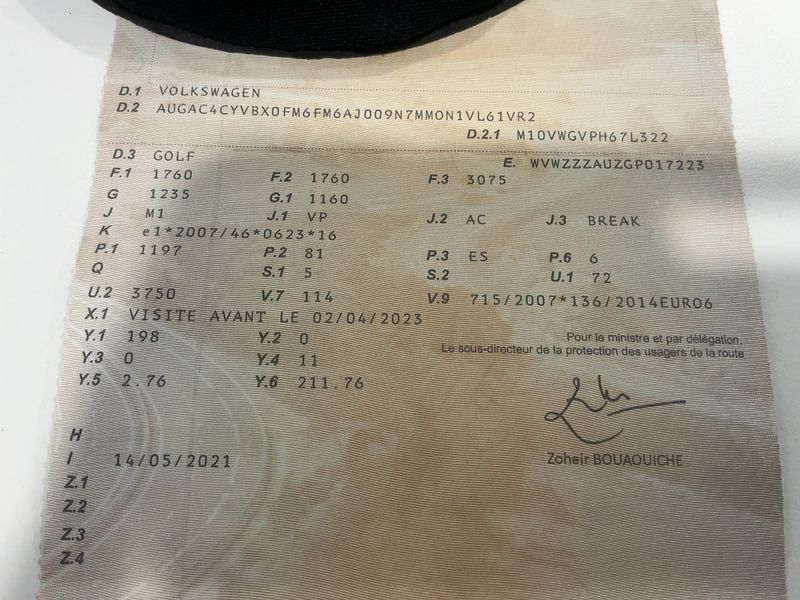 D.1 VOLKSWAGEN
D.2 AUGAC4CYVBX0FM6FM6AJ009N7MMON1VL61VR2
D.2.1 M10VWGVPH67L322
D.3 GOLF
E. WVWZZZAUZGP017223
F.1 1760 F.2 1760 F.3 3075
G 1235 G.1 1160
J M1 J.1 VP J.2 AC J.3 BREAK
K e1*2007/46*0623*16
P.1 1197 P.2 81 P.3 ES P.6 6
Q S.1 5 S.2 U.1 72
U.2 3750 V.7 114 V.9 715/2007*136/2014EURO6
X.1 VISITE AVANT LE 02/04/2023
Y.1 198 Y.2 0
Y.3 0 Y.4 11
Y.5 2.76 Y.6 211.76
Pour le ministre et par délégation,
Le sous-directeur de la protection des usagers de la route
Zoheir BOUAOUICHE
H
I 14/05/2021
Z.1
Z.2
Z.3
Z.4